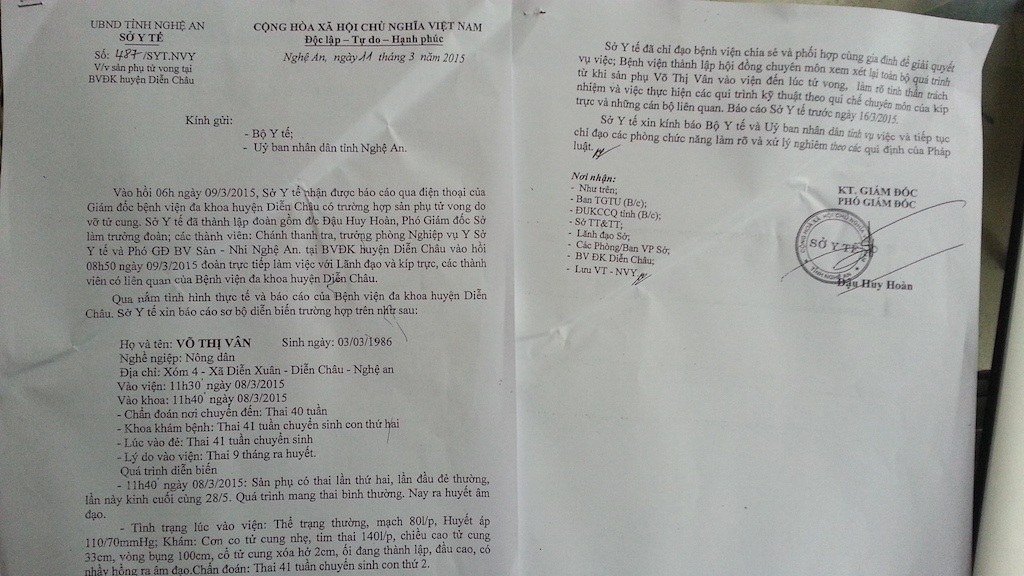 UBND TỈNH NGHỆ AN
SỞ Y TẾ
Số: 487/SYT.NVY
V/v sản phụ tử vong tại
BVĐK huyện Diễn Châu
CỘNG HÒA XÃ HỘI CHỦ NGHĨA VIỆT NAM
Độc lập – Tự do – Hạnh phúc
Nghệ An, ngày 11 tháng 3 năm 2015
Kính gửi:
- Bộ Y tế;
- Uỷ ban nhân dân tỉnh Nghệ An.
Vào hồi 06h ngày 09/3/2015, Sở Y tế nhận được báo cáo qua điện thoại của
Giám đốc bệnh viện đa khoa huyện Diễn Châu có trường hợp sản phụ tử vong do
vỡ tử cung. Sở Y tế đã thành lập đoàn gồm đ/c Đậu Huy Hoàn, Phó Giám đốc Sở
làm trưởng đoàn; các thành viên: Chánh thanh tra, trưởng phòng Nghiệp vụ Y Sở
Y tế và Phó GĐ BV Sản - Nhi Nghệ An. tại BVĐK huyện Diễn Châu vào hồi
08h50 ngày 09/3/2015 đoàn trực tiếp làm việc với Lãnh đạo và kíp trực, các thành
viên có liên quan của Bệnh viện đa khoa huyện Diễn Châu.
Qua nắm tình hình thực tế và báo cáo của Bệnh viện đa khoa huyện Diễn
Châu. Sở Y tế xin báo cáo sơ bộ diễn biến trường hợp trên như sau:
Họ và tên: VÕ THỊ VÂN Sinh ngày: 03/03/1986
Nghề ngiệp: Nông dân
Địa chỉ: Xóm 4 - Xã Diễn Xuân - Diễn Châu - Nghệ an
Vào viện: 11h30' ngày 08/3/2015
Vào khoa: 11h40' ngày 08/3/2015
- Chẩn đoán nơi chuyển đến: Thai 40 tuần
- Khoa khám bệnh: Thai 41 tuần chuyển sinh con thứ hai
- Lúc vào đẻ: Thai 41 tuần chuyển sinh
- Lý do vào viện: Thai 9 tháng ra huyết.
Quá trình diễn biến
- 11h40' ngày 08/3/2015: Sản phụ có thai lần thứ hai, lần đầu đẻ thường,
lần này kinh cuối cùng 28/5. Quá trình mang thai bình thường. Nay ra huyết âm
đạo.
- Tình trạng lúc vào viện: Thể trạng thường, mạch 80l/p, Huyết áp
110/70mmHg; Khám: Cơn co tử cung nhẹ, tim thai 140l/p, chiều cao tử cung
33cm, vòng bụng 100cm, cổ tử cung xóa hở 2cm, ối đang thành lập, đầu cao, có
nhầy hồng ra âm đạo.Chẩn đoán: Thai 41 tuần chuyển sinh con thứ 2.
Sở Y tế đã chỉ đạo bệnh viện chia sẻ và phối hợp cùng gia đình để giải quyết
vụ việc; Bệnh viện thành lập hội đồng chuyên môn xem xét lại toàn bộ quá trình
từ khi sản phụ Võ Thị Vân vào viện đến lúc tử vong, làm rõ tinh thần trách
nhiệm và việc thực hiện các qui trình kỹ thuật theo qui chế chuyên môn của kíp
trực và những cán bộ liên quan. Báo cáo Sở Y tế trước ngày 16/3/2015.
Sở Y tế xin kính báo Bộ Y tế và Uỷ ban nhân dân tỉnh vụ việc và tiếp tục
chỉ đạo các phòng chức năng làm rõ và xử lý nghiêm theo các qui định của Pháp
luật.
Nơi nhận:
- Như trên;
- Ban TGTU (B/c);
- ĐUKCCQ tỉnh (B/c);
- Sở TT&TT;
- Lãnh đạo Sở;
- Các Phòng/Ban VP Sở;
- BV ĐK Diễn Châu;
- Lưu VT - NVY
KT. GIÁM ĐỐC
PHÓ GIÁM ĐỐC
SỞ Y TẾ
TỈNH NGHỆ AN
Đậu Huy Hoàn